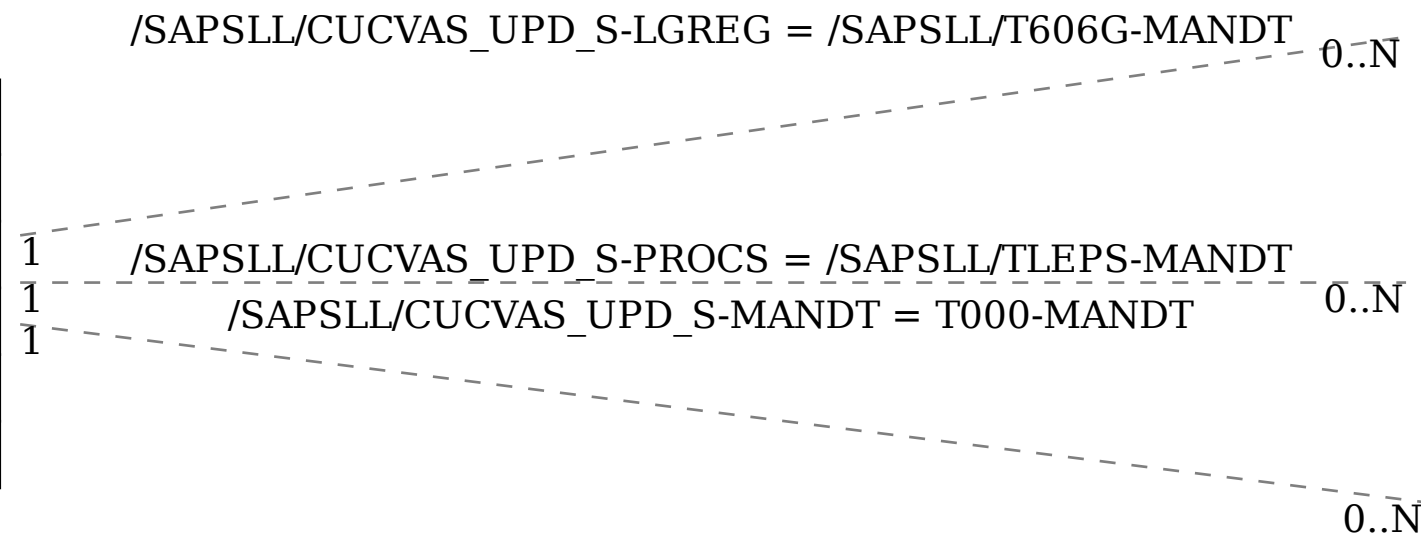 /SAPSLL/CUCVAS_UPD_S-LGREG = /SAPSLL/T606G-MANDT
0..N
1
/SAPSLL/CUCVAS_UPD_S-PROCS = /SAPSLL/TLEPS-MANDT
1
0..N
/SAPSLL/CUCVAS_UPD_S-MANDT = T000-MANDT
1
0..N